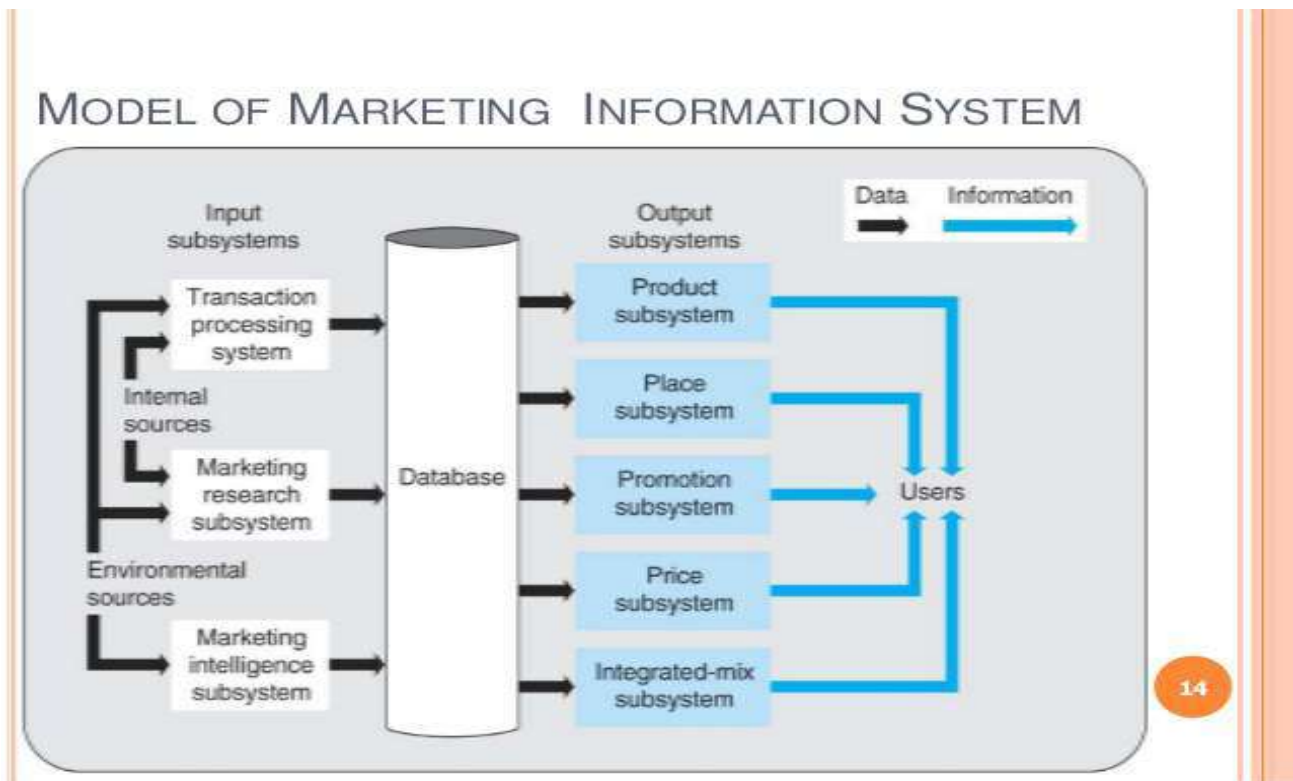 MODEL OF MARKETING INFORMATION SYSTEM
Data
Information
Input
subsystems
Output
subsystems
Transaction
processing
system
Internal
sources
Marketing
research
subsystem
Environmental
sources
Marketing
intelligence
subsystem
Database
Product
subsystem
Place
subsystem
Promotion
subsystem
Price
subsystem
Integrated-mix
subsystem
Users
14